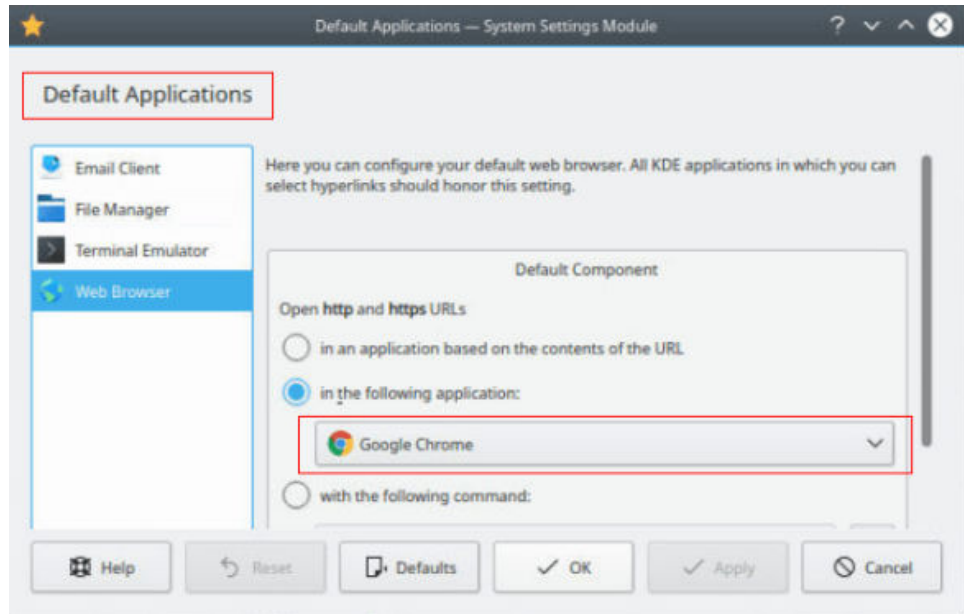 Default Applications — System Settings Module
Default Applications
Email Client
File Manager
Terminal Emulator
Web Browser
Here you can configure your default web browser. All KDE applications in which you can
select hyperlinks should honor this setting.
Default Component
Open http and https URLs
in an application based on the contents of the URL
in the following application:
Google Chrome
with the following command:
Help
Reset
Defaults
OK
Apply
Cancel